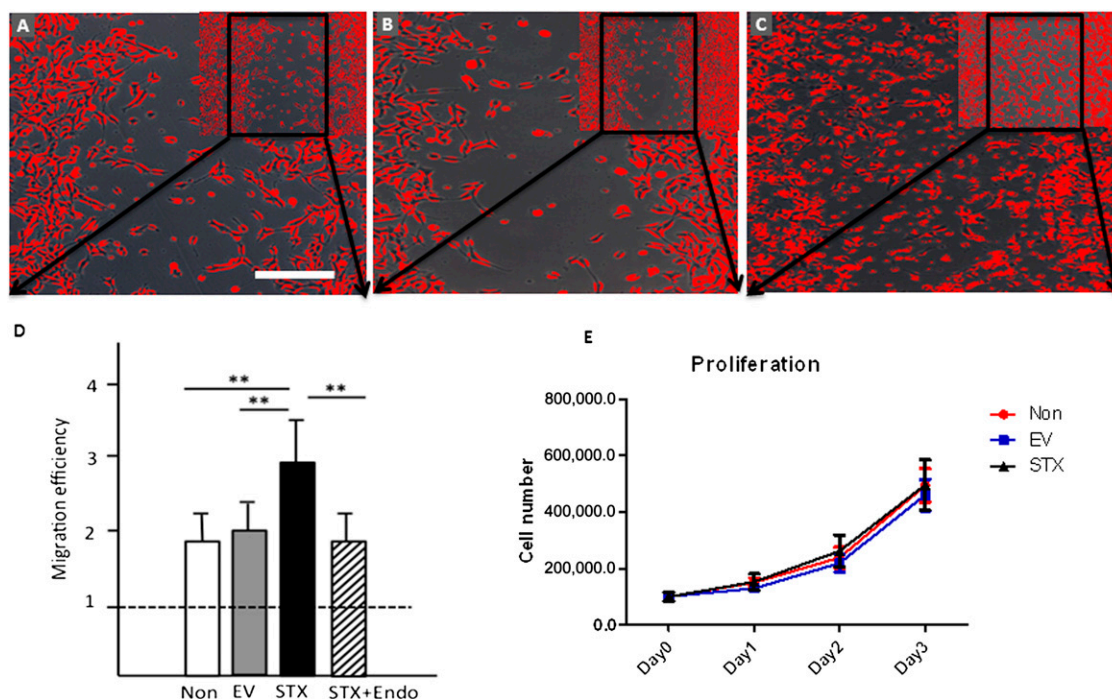 A
B
C
D
E
Proliferation
4
3
2
1
Migration efficiency
**
**
**
Non EV STX STX+Endo
800,000.0
600,000.0
400,000.0
200,000.0
0.0
Cell number
Day0 Day1 Day2 Day3
Non
EV
STX